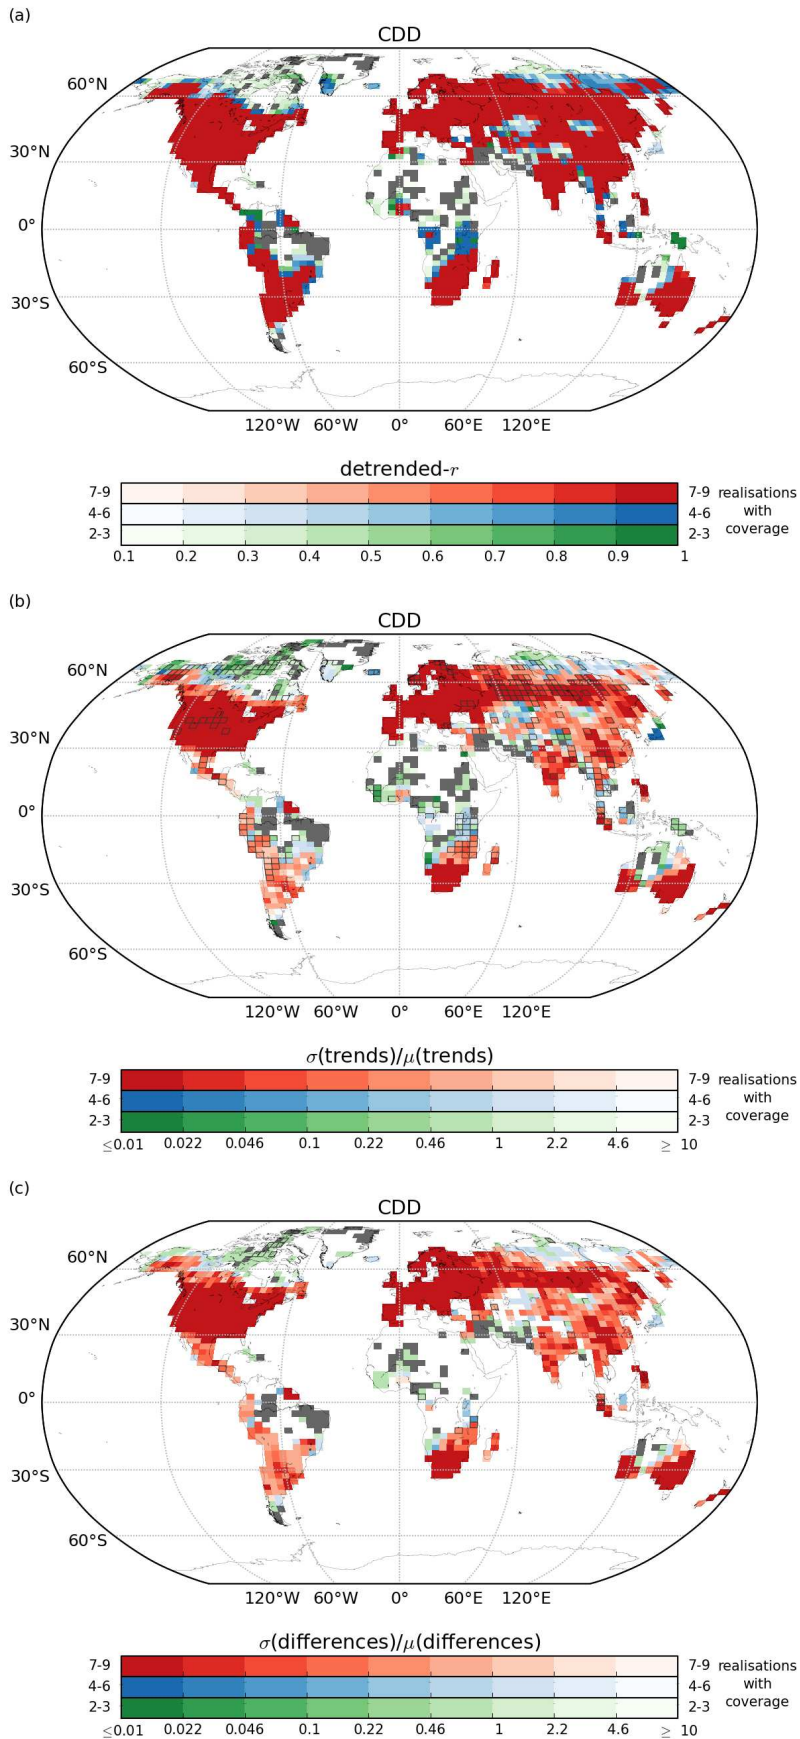 (a)
CDD
60°N
30°N
0°
30°S
60°S
120°W 60°W 0° 60°E 120°E
detrended-r
7-9 7-9 realisations
4-6 4-6 with
2-3 2-3 coverage
0.1 0.2 0.3 0.4 0.5 0.6 0.7 0.8 0.9 1
(b)
CDD
60°N
30°N
0°
30°S
60°S
120°W 60°W 0° 60°E 120°E
σ(trends)/μ(trends)
7-9 7-9 realisations
4-6 4-6 with
2-3 2-3 coverage
≤0.01 0.022 0.046 0.1 0.22 0.46 1 2.2 4.6 ≥ 10
(c)
CDD
60°N
30°N
0°
30°S
60°S
120°W 60°W 0° 60°E 120°E
σ(differences)/μ(differences)
7-9 7-9 realisations
4-6 4-6 with
2-3 2-3 coverage
≤0.01 0.022 0.046 0.1 0.22 0.46 1 2.2 4.6 ≥ 10